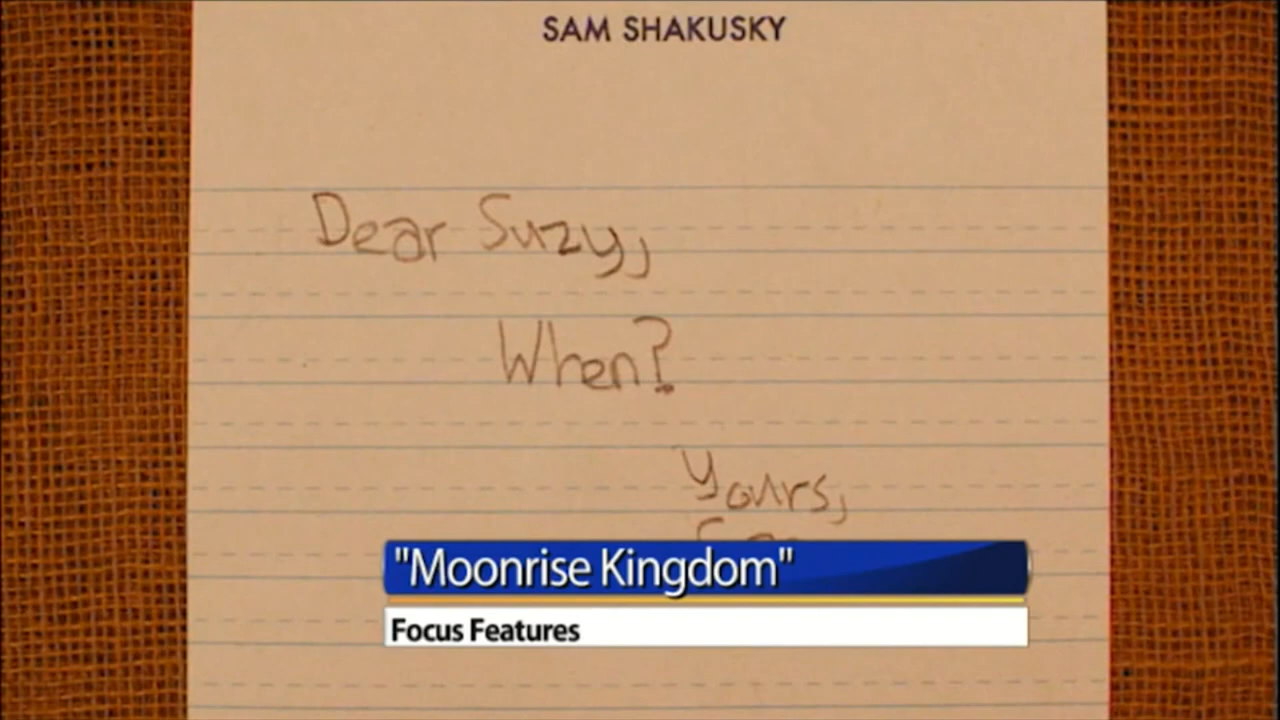 SAM SHAKUSKY
Dear Suzy,
When?
Yours,
"Moonrise Kingdom"
Focus Features